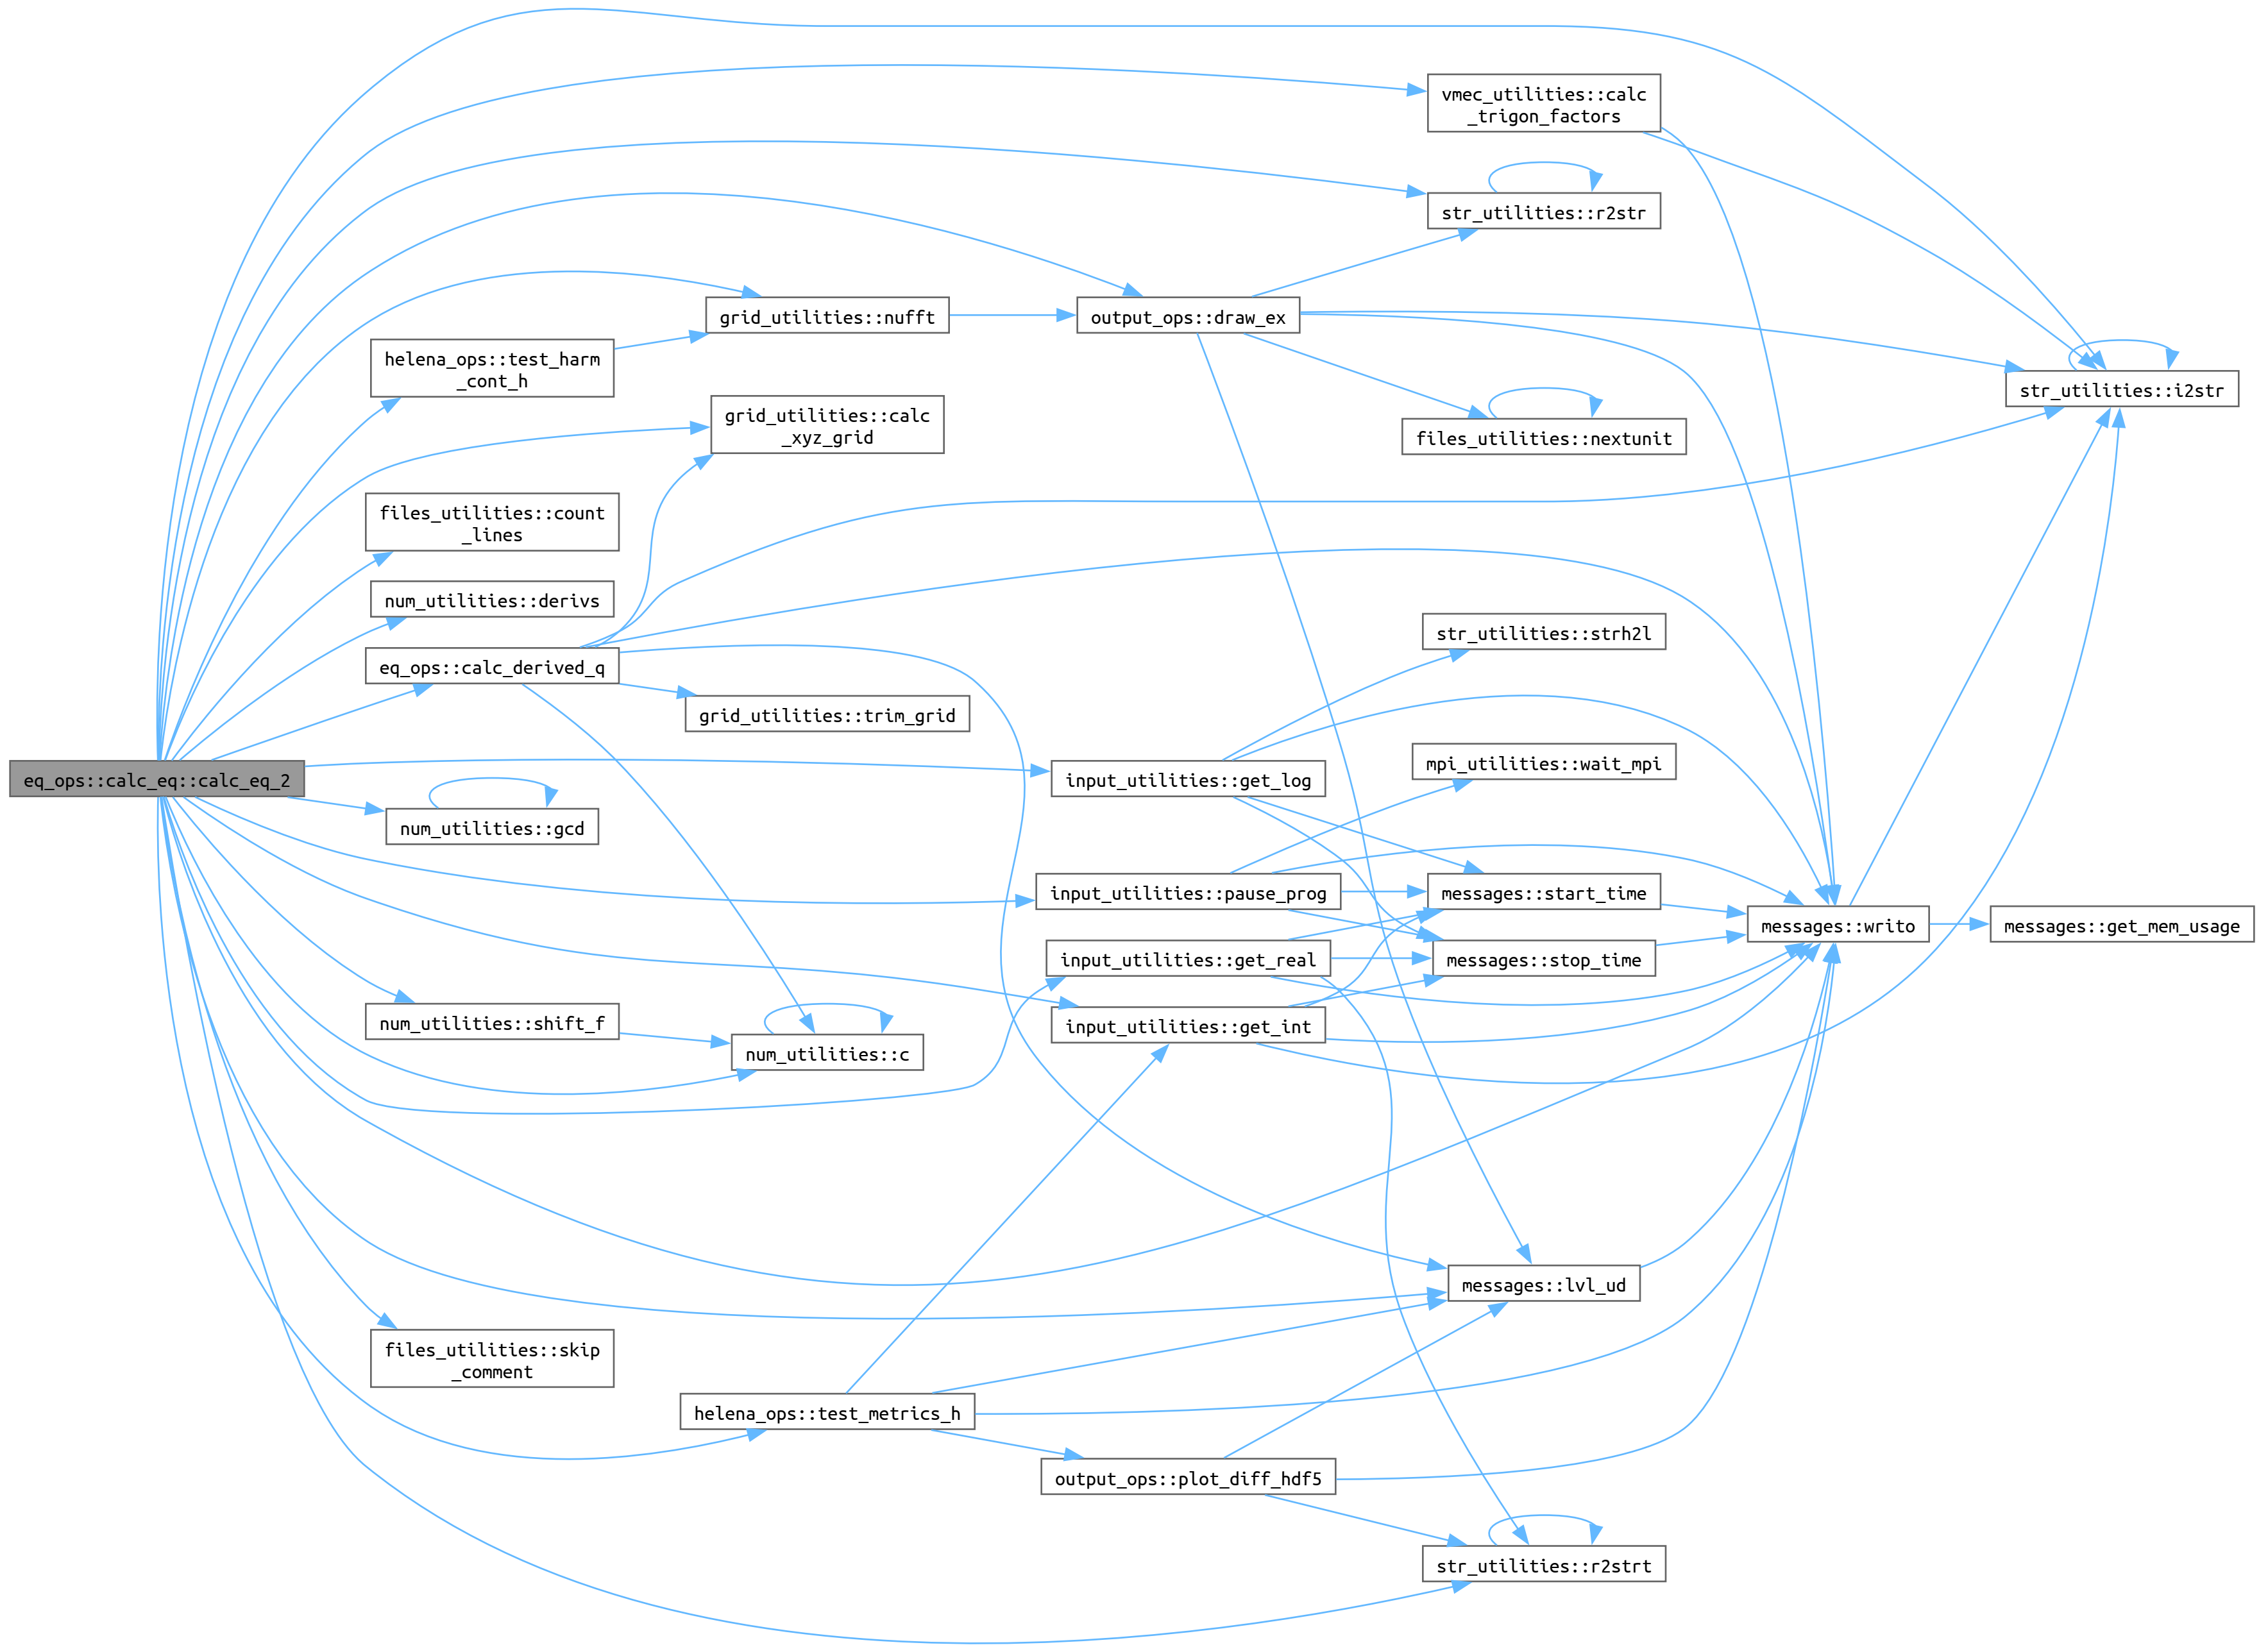 vmec_utilities::calc
_trigon_factors
str_utilities::r2str
grid_utilities::nufft
output_ops::draw_ex
helena_ops::test_harm
_cont_h
str_utilities::i2str
grid_utilities::calc
_xyz_grid
files_utilities::nextunit
files_utilities::count
_lines
num_utilities::derivs
str_utilities::strh2l
eq_ops::calc_derived_q
grid_utilities::trim_grid
mpi_utilities::wait_mpi
eq_ops::calc_eq::calc_eq_2
input_utilities::get_log
num_utilities::gcd
input_utilities::pause_prog
messages::start_time
messages::writo
messages::get_mem_usage
input_utilities::get_real
messages::stop_time
num_utilities::shift_f
input_utilities::get_int
num_utilities::c
messages::lvl_ud
files_utilities::skip
_comment
helena_ops::test_metrics_h
output_ops::plot_diff_hdf5
str_utilities::r2strt